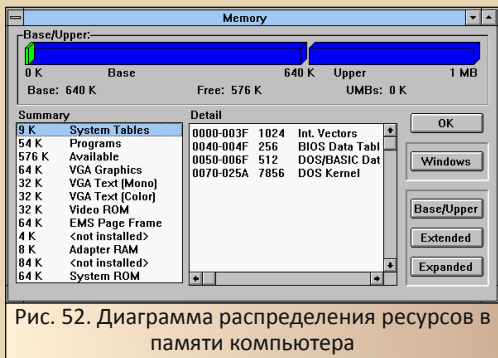 Memory
Base/Upper:
0 K Base 640 K Upper 1 MB
Base: 640 K Free: 576 K UMBs: 0 K
Summary
9 K System Tables
54 K Programs
576 K Available
64 K VGA Graphics
32 K VGA Text (Mono)
32 K VGA Text (Color)
32 K Video ROM
64 K EMS Page Frame
4 K <not installed>
8 K Adapter RAM
84 K <not installed>
64 K System ROM
Detail
0000-003F 1024 Int. Vectors
0040-004F 256 BIOS Data Tabl
0050-006F 512 DOS/BASIC Dat
0070-025A 7856 DOS Kernel
OK
Windows
Base/Upper
Extended
Expanded
Рис. 52. Диаграмма распределения ресурсов в
памяти компьютера